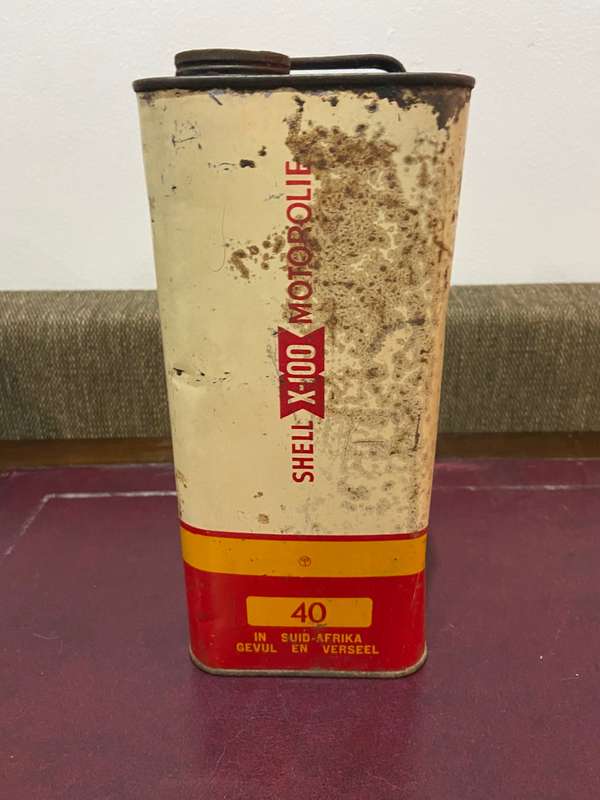 SHELL X-100 MOTOROLIE
40
IN SUID-AFRIKA
GEVUL EN VERSEEL